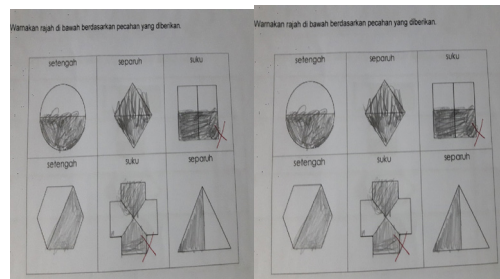 Warnakan rajah di bawah berdasarkan pecahan yang diberikan.
setengah separuh suku
setengah suku separuh
Warnakan rajah di bawah berdasarkan pecahan yang diberikan.
setengah separuh suku
setengah suku separuh